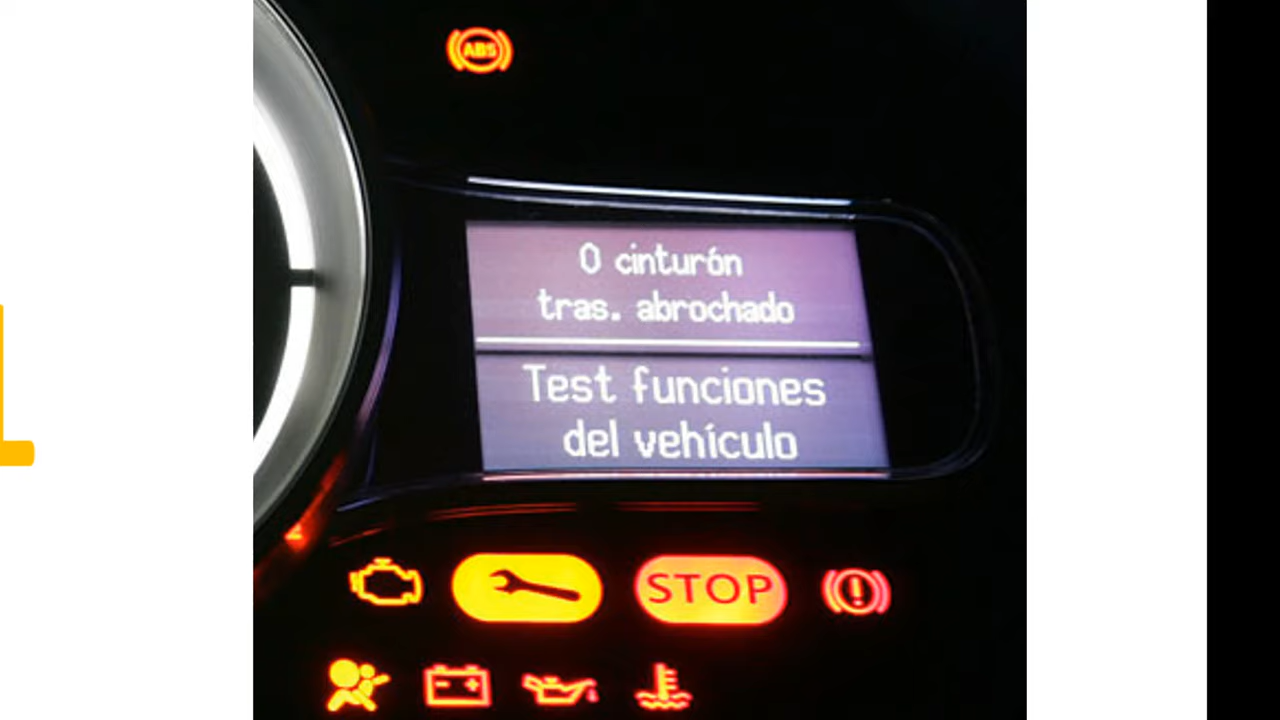 ABS
0 cinturón
tras. abrochado
Test funciones
del vehículo
STOP